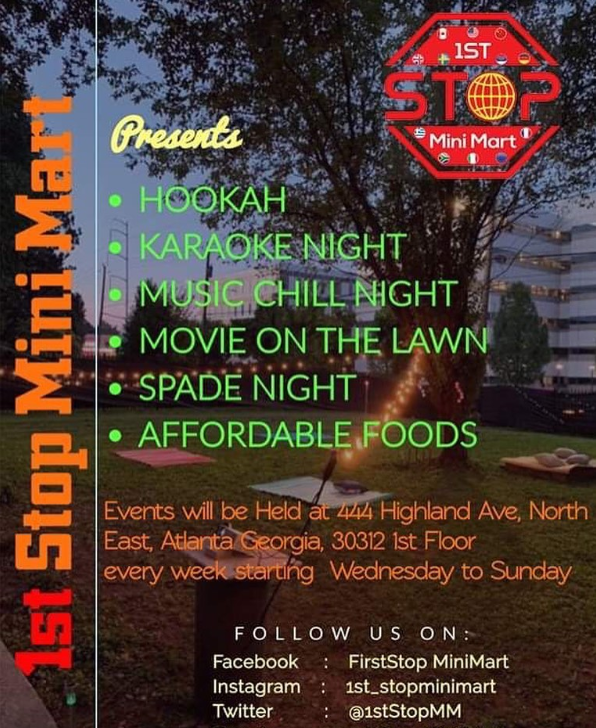 1st Stop Mini Mart
1ST
STOP
Mini Mart
Presents
• HOOKAH
• KARAOKE NIGHT
• MUSIC CHILL NIGHT
• MOVIE ON THE LAWN
• SPADE NIGHT
• AFFORDABLE FOODS
Events will be Held at 444 Highland Ave, North
East, Atlanta Georgia, 30312 1st Floor
every week starting Wednesday to Sunday
FOLLOW US ON:
Facebook : FirstStop MiniMart
Instagram : 1st_stopminimart
Twitter : @1stStopMM